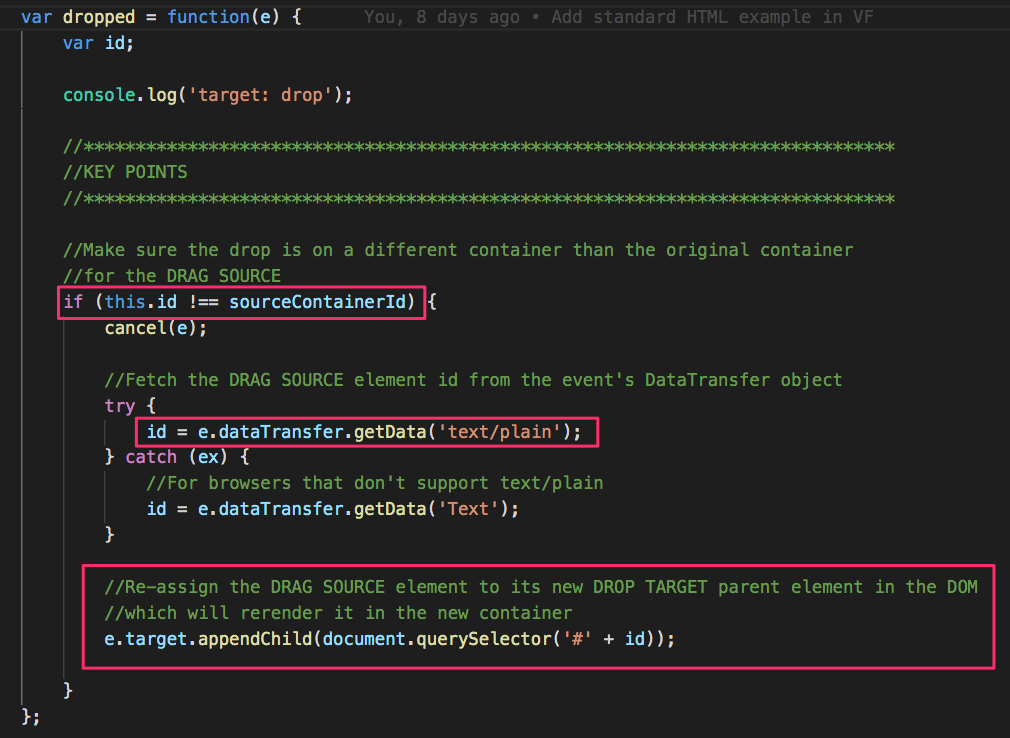 var dropped = function(e) {      You, 8 days ago • Add standard HTML example in VF
    var id;
    console.log('target: drop');
    //******************************************************************************
    //KEY POINTS
    //******************************************************************************
    //Make sure the drop is on a different container than the original container
    //for the DRAG SOURCE
    if (this.id !== sourceContainerId) {
        cancel(e);
        //Fetch the DRAG SOURCE element id from the event's DataTransfer object
        try {
            id = e.dataTransfer.getData('text/plain');
        } catch (ex) {
            //For browsers that don't support text/plain
            id = e.dataTransfer.getData('Text');
        }
        //Re-assign the DRAG SOURCE element to its new DROP TARGET parent element in the DOM
        //which will rerender it in the new container
        e.target.appendChild(document.querySelector('#' + id));
    }
};